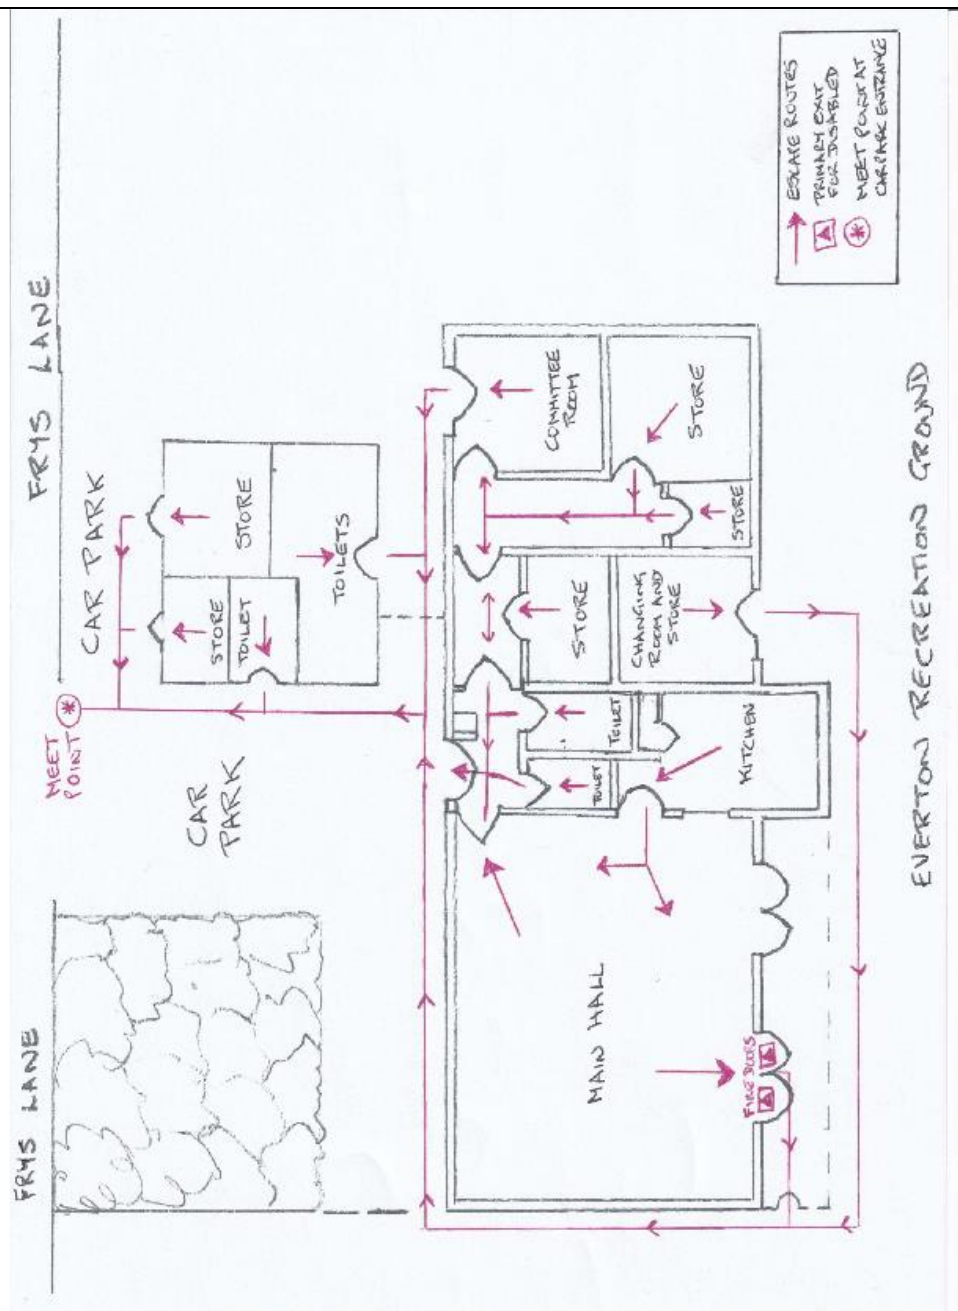 FRYS LANE
FRYS LANE
MEET
POINT
CAR PARK
CAR
PARK
STORE
TOILET
STORE
TOILETS
COMMITTEE
ROOM
STORE
STORE
STORE
CHANGING
ROOM AND
STORE
TOILET
TOILET
KITCHEN
MAIN HALL
FIRE DOORS
ESCAPE ROUTES
PRIMARY EXIT
FOR DISABLED
MEET POINT AT
CARPARK ENTRANCE
EVERTON RECREATION GROUND